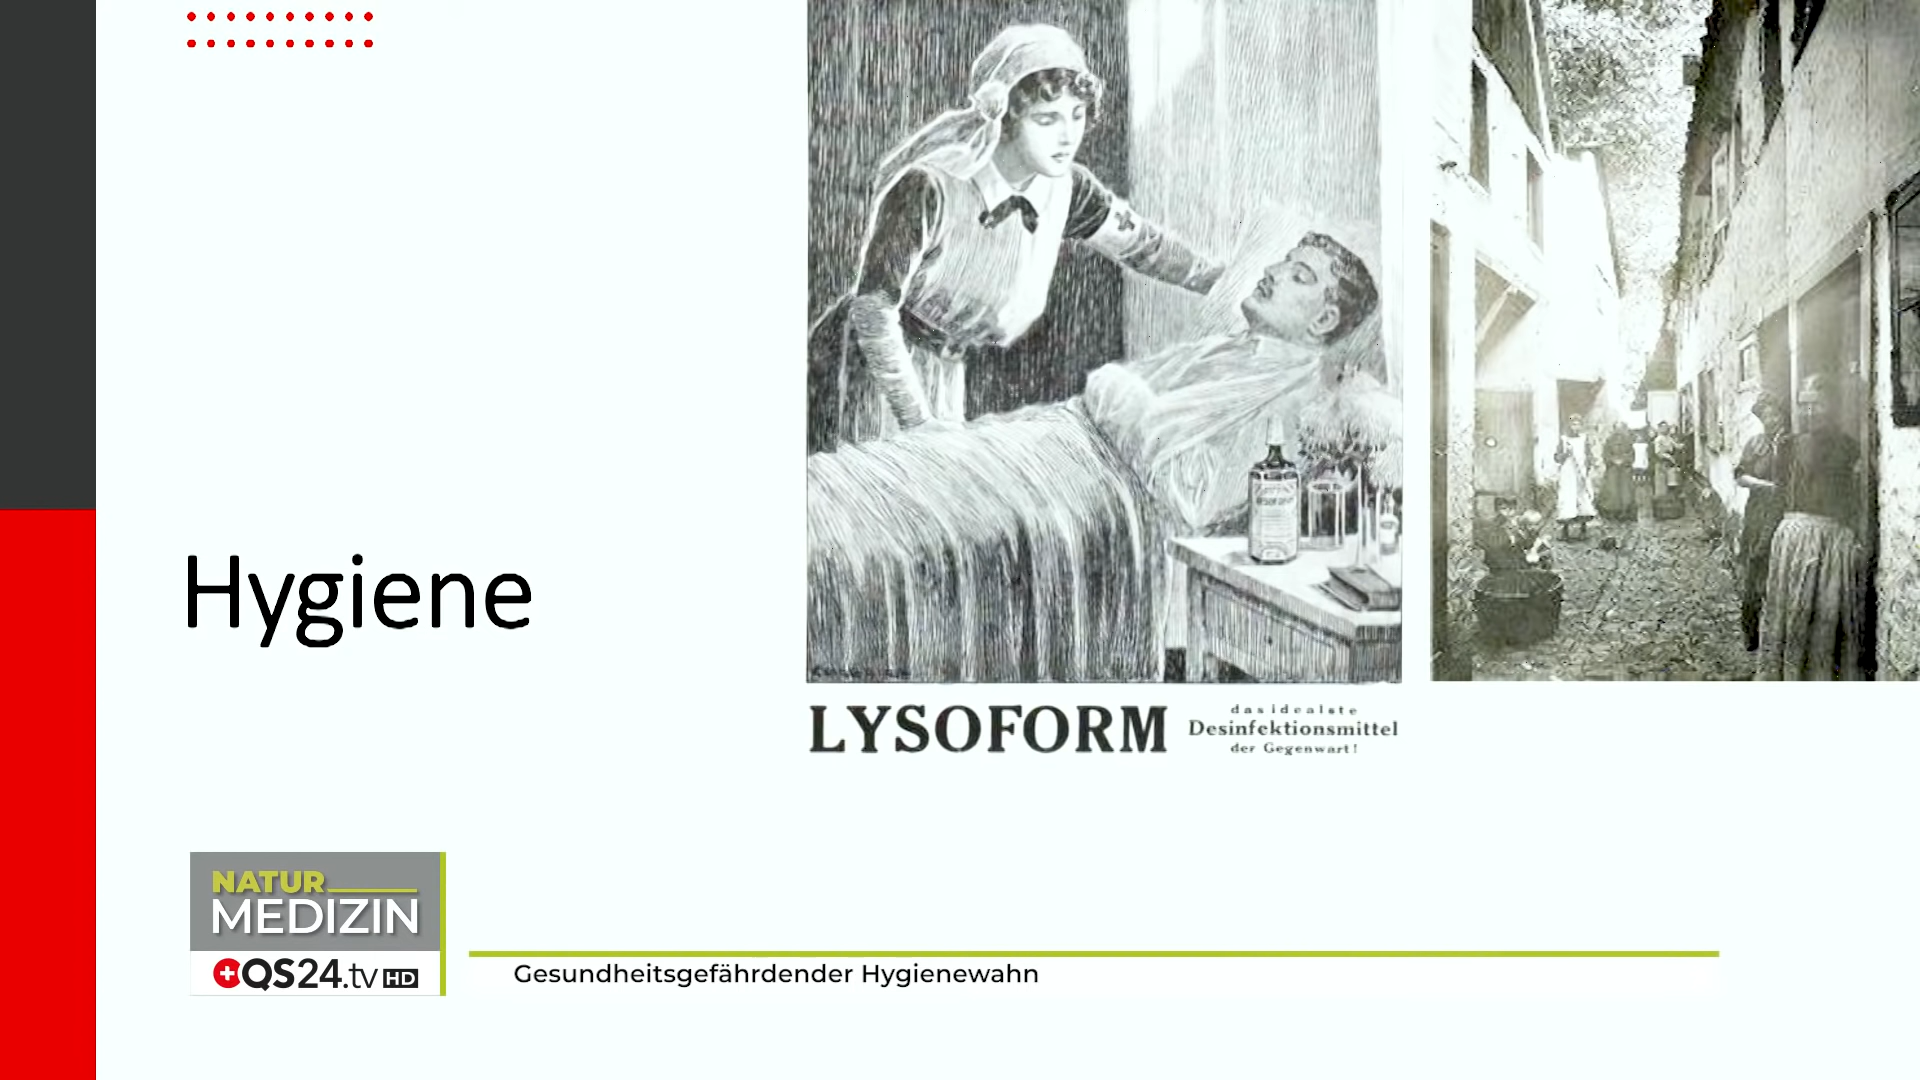 Hygiene
LYSOFORM
das idealste
Desinfektionsmittel
der Gegenwart!
NATUR
MEDIZIN
QS24.tv HD
Gesundheitsgefährdender Hygienewahn